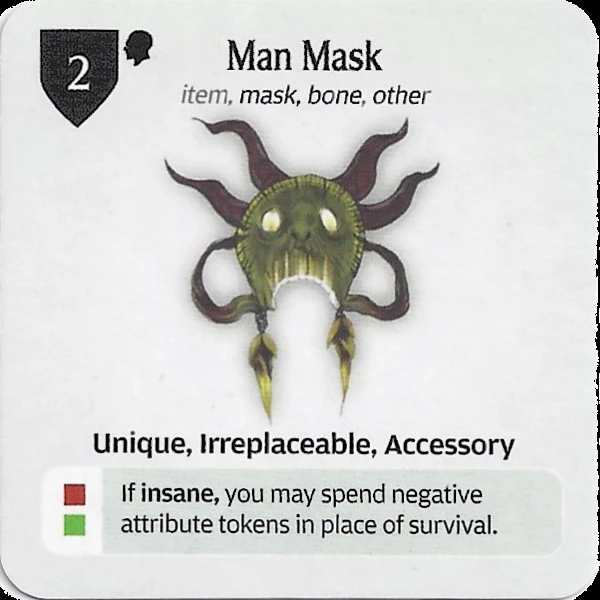 2
Man Mask
item, mask, bone, other
Unique, Irreplaceable, Accessory
If insane, you may spend negative
attribute tokens in place of survival.